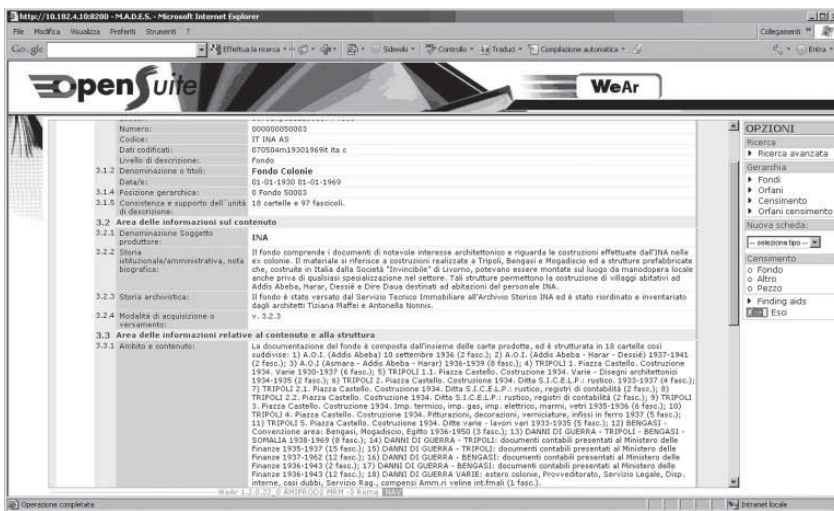 http://10.182.4.10:8200 - M.A.D.E.S. - Microsoft Internet Explorer
File Modifica Visualizza Preferiti Strumenti ?
Collegamenti »
Google
Effettua la ricerca
Sidewiki
Controllo
Traduci
Compilazione automatica
Entra
OpenSuite
WeAr
Numero: 000000050003
Codice: IT INA AS
Dati codificati: 070504m19301969it ita c
Livello di descrizione: Fondo
3.1.2 Denominazione o titoli: Fondo Colonie
Data/e: 01-01-1930 01-01-1969
3.1.4 Posizione gerarchica: 0 Fondo 50003
3.1.5 Consistenza e supporto dell'unità 18 cartelle e 97 fascicoli.
di descrizione:
3.2 Area delle informazioni sul contenuto
3.2.1 Denominazione Soggetto INA
produttore:
3.2.2 Storia Il fondo comprende i documenti di notevole interesse architettonico e riguarda le costruzioni effettuate dall'INA nelle
istituzionale/amministrativa, nota ex colonie. Il materiale si riferisce a costruzioni realizzate a Tripoli, Bengasi e Mogadiscio ed a strutture prefabbricate
biografica: che, costruite in Italia dalla Società "Invincibile" di Livorno, potevano essere montate sul luogo da manodopera locale
anche priva di qualsiasi specializzazione nel settore. Tali strutture permettono la costruzione di villaggi abitativi ad
Addis Abeba, Harar, Dessié e Dire Daua destinati ad abitazioni del personale INA.
3.2.3 Storia archivistica: Il fondo è stato versato dal Servizio Tecnico Immobiliare all'Archivio Storico INA ed è stato riordinato e inventariato
dagli architetti Tiziana Maffei e Antonella Nonnis.
3.2.4 Modalità di acquisizione o v. 3.2.3
versamento:
3.3 Area delle informazioni relative al contenuto e alla struttura
3.3.1 Ambito e contenuto: La documentazione del fondo è composta dall'insieme delle carte prodotte, ed è strutturata in 18 cartelle così
suddivise: 1) A.O.I. (Addis Abeba) 10 settembre 1936 (2 fasc.); 2) A.O.I. (Addis Abeba - Harar - Dessié) 1937-1941
(2 fasc.); 3) A.O.I (Asmara - Addis Abeba - Harar) 1936-1939 (8 fasc.); 4) TRIPOLI 1. Piazza Castello. Costruzione
1934. Varie 1930-1937 (6 fasc.); 5) TRIPOLI 1.1. Piazza Castello. Costruzione 1934. Varie - Disegni architettonici
1934-1935 (2 fasc.); 6) TRIPOLI 2. Piazza Castello. Costruzione 1934. Ditta S.I.C.E.L.P.: rustico. 1933-1937 (4 fasc.);
7) TRIPOLI 2.1. Piazza Castello. Costruzione 1934. Ditta S.I.C.E.L.P.: rustico, registri di contabilità (2 fasc.); 8)
TRIPOLI 2.2. Piazza Castello. Costruzione 1934. Ditta S.I.C.E.L.P.: rustico, registri di contabilità (2 fasc.); 9) TRIPOLI
3. Piazza Castello. Costruzione 1934. Imp. termico, imp. gas, imp. elettrico, marmi, vetri 1935-1936 (6 fasc.); 10)
TRIPOLI 4. Piazza Castello. Costruzione 1934. Pitturazioni, decorazioni, verniciature, infissi in ferro 1937 (5 fasc.);
11) TRIPOLI 5. Piazza Castello. Costruzione 1934. Ditte varie - lavori vari 1933-1935 (5 fasc.); 12) BENGASI -
Convenzione area: Bengasi, Mogadiscio, Egitto 1936-1950 (3 fasc.); 13) DANNI DI GUERRA - TRIPOLI - BENGASI -
SOMALIA 1938-1969 (8 fasc.); 14) DANNI DI GUERRA - TRIPOLI: documenti contabili presentati al Ministero delle
Finanze 1935-1937 (15 fasc.); 15) DANNI DI GUERRA - TRIPOLI: documenti contabili presentati al Ministero delle
Finanze 1937-1962 (12 fasc.); 16) DANNI DI GUERRA - BENGASI: documenti contabili presentati al Ministero delle
Finanze 1936-1943 (2 fasc.); 17) DANNI DI GUERRA - BENGASI: documenti contabili presentati al Ministero delle
Finanze 1936-1943 (12 fasc.); 18) DANNI DI GUERRA VARIE: estero colonie, Provveditorato, Servizio Legale, Disp.
interne, casi dubbi, Servizio Rag., compensi Amm.ri veline int.fmali (1 fasc.).
WeAr 1.2.0.22_0 AMIPROD2 MRM -3 Roma NAV
OPZIONI
Ricerca
Ricerca avanzata
Gerarchia
Fondi
Orfani
Censimento
Orfani censimento
Nuova scheda:
-- seleziona tipo --
Censimento
Fondo
Altro
Pezzo
Finding aids
Esci
Operazione completata
Intranet locale